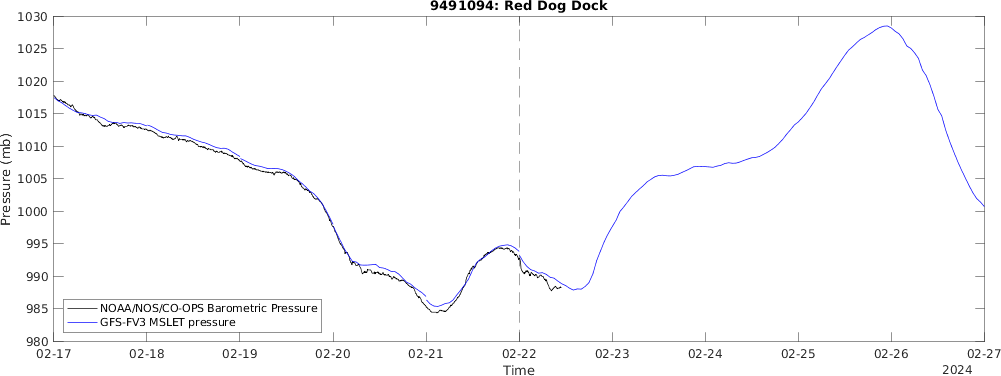 9491094: Red Dog Dock
1030
1025
1020
1015
1010
1005
1000
995
990
985
980
Pressure (mb)
NOAA/NOS/CO-OPS Barometric Pressure
GFS-FV3 MSLET pressure
02-17 02-18 02-19 02-20 02-21 02-22 02-23 02-24 02-25 02-26 02-27
Time
2024